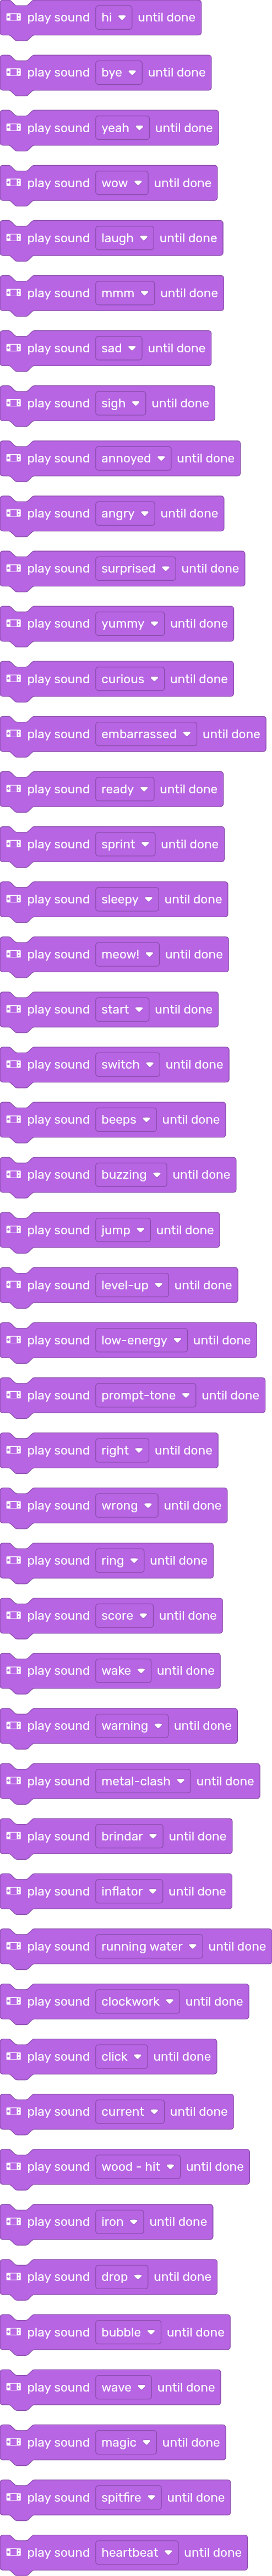 play sound hi until done
play sound bye until done
play sound yeah until done
play sound wow until done
play sound laugh until done
play sound mmm until done
play sound sad until done
play sound sigh until done
play sound annoyed until done
play sound angry until done
play sound surprised until done
play sound yummy until done
play sound curious until done
play sound embarrassed until done
play sound ready until done
play sound sprint until done
play sound sleepy until done
play sound meow! until done
play sound start until done
play sound switch until done
play sound beeps until done
play sound buzzing until done
play sound jump until done
play sound level-up until done
play sound low-energy until done
play sound prompt-tone until done
play sound right until done
play sound wrong until done
play sound ring until done
play sound score until done
play sound wake until done
play sound warning until done
play sound metal-clash until done
play sound brindar until done
play sound inflator until done
play sound running water until done
play sound clockwork until done
play sound click until done
play sound current until done
play sound wood - hit until done
play sound iron until done
play sound drop until done
play sound bubble until done
play sound wave until done
play sound magic until done
play sound spitfire until done
play sound heartbeat until done